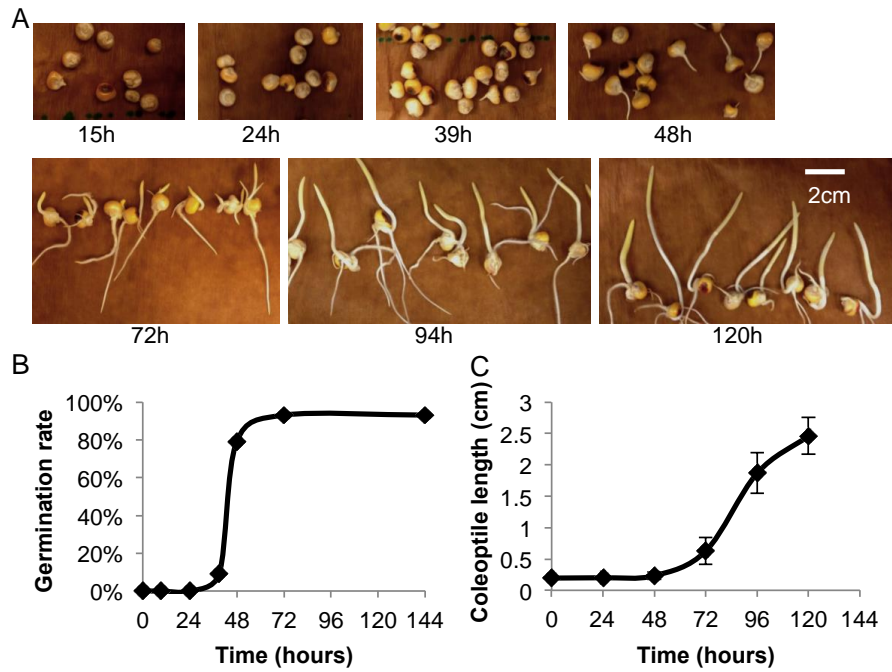 A
15h
24h
39h
48h
2cm
72h
94h
120h
B
Germination rate
100%
80%
60%
40%
20%
0%
0 24 48 72 96 120 144
Time (hours)
C
Coleoptile length (cm)
3
2.5
2
1.5
1
0.5
0
0 24 48 72 96 120 144
Time (hours)